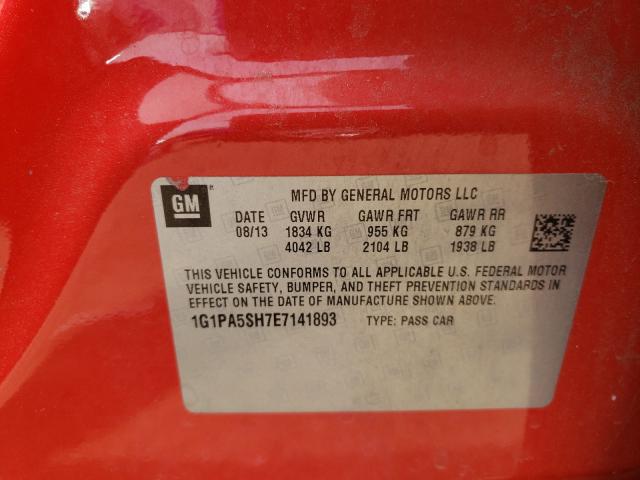 GM
MFD BY GENERAL MOTORS LLC
DATE GVWR GAWR FRT GAWR RR
08/13 1834 KG 955 KG 879 KG
4042 LB 2104 LB 1938 LB
THIS VEHICLE CONFORMS TO ALL APPLICABLE U.S. FEDERAL MOTOR
VEHICLE SAFETY, BUMPER, AND THEFT PREVENTION STANDARDS IN
EFFECT ON THE DATE OF MANUFACTURE SHOWN ABOVE.
1G1PA5SH7E7141893 TYPE: PASS CAR